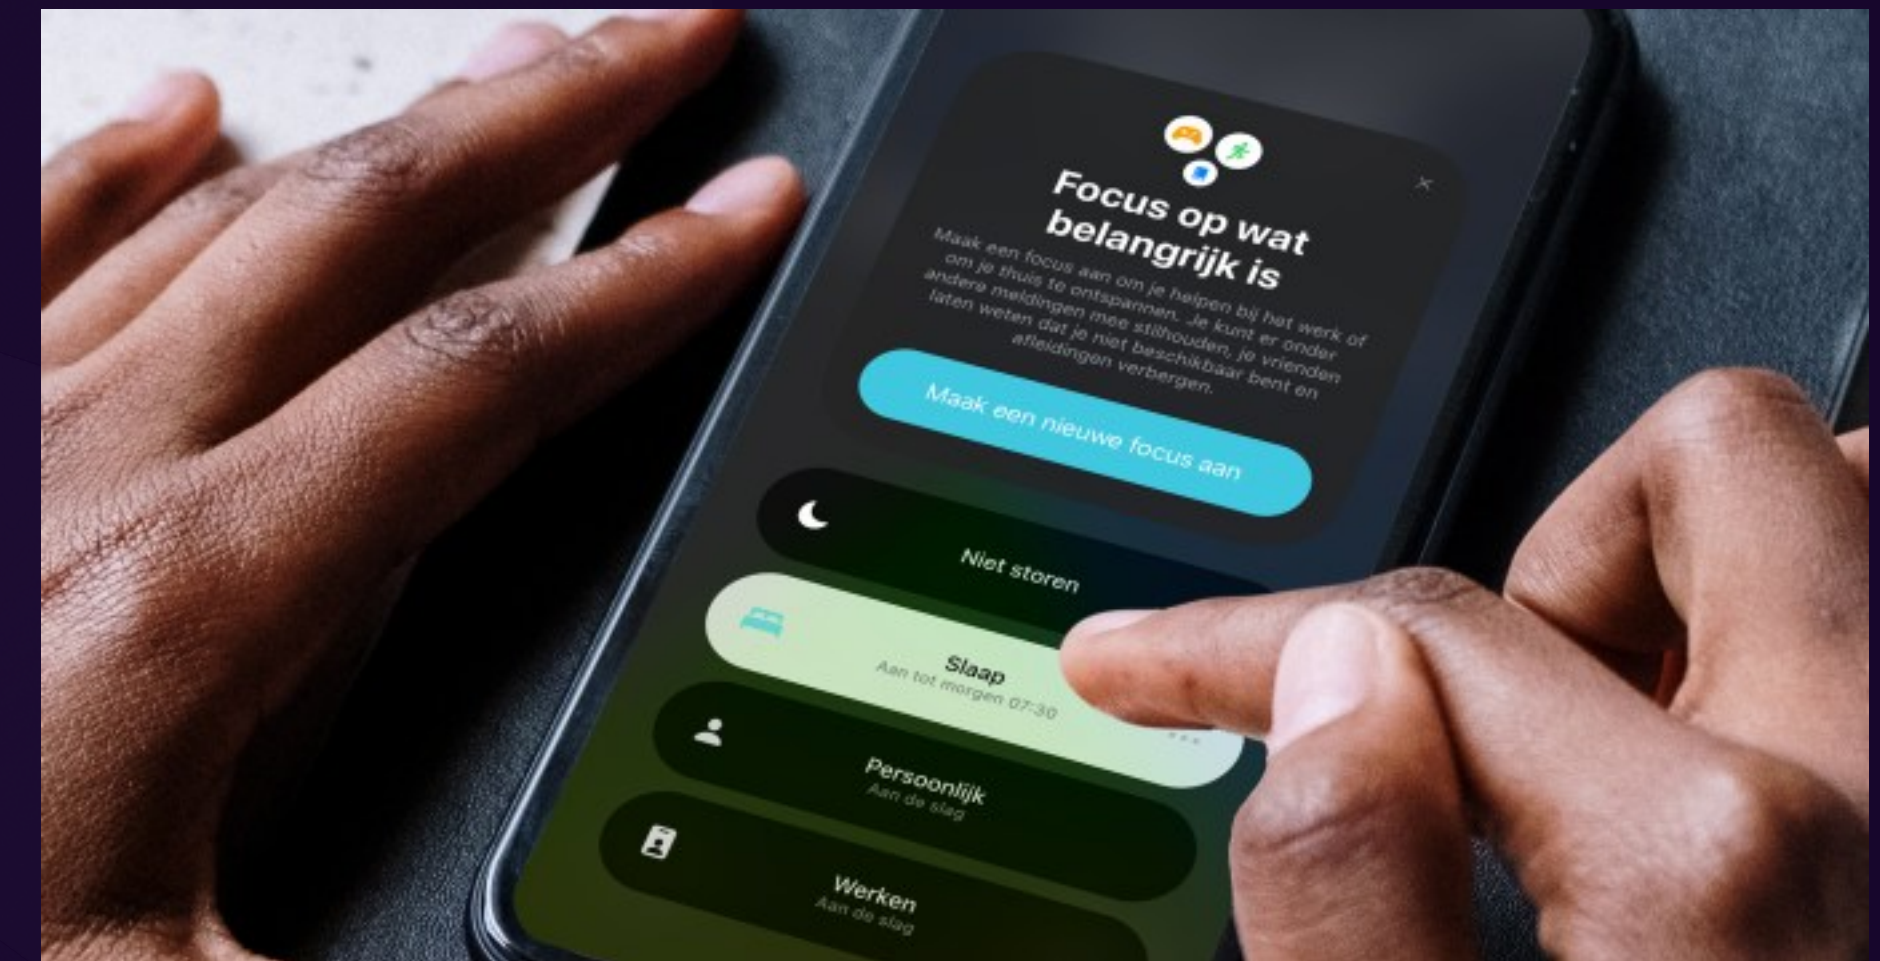 Focus op wat
belangrijk is
Maak een focus aan om je helpen bij het werk of
om je thuis te ontspannen. Je kunt er onder
andere meldingen mee stilhouden, je vrienden
laten weten dat je niet beschikbaar bent en
afleidingen verbergen.
Maak een nieuwe focus aan
Niet storen
Slaap
Aan tot morgen 07:30
Persoonlijk
Aan de slag
Werken
Aan de slag